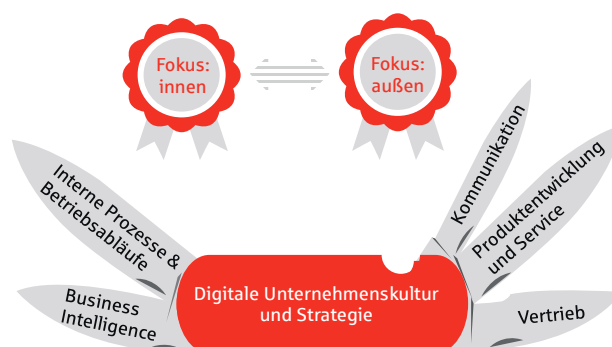 Fokus:
innen
Fokus:
außen
Interne Prozesse &
Betriebsabläufe
Business
Intelligence
Digitale Unternehmenskultur
und Strategie
Kommunikation
Produktentwicklung
und Service
Vertrieb